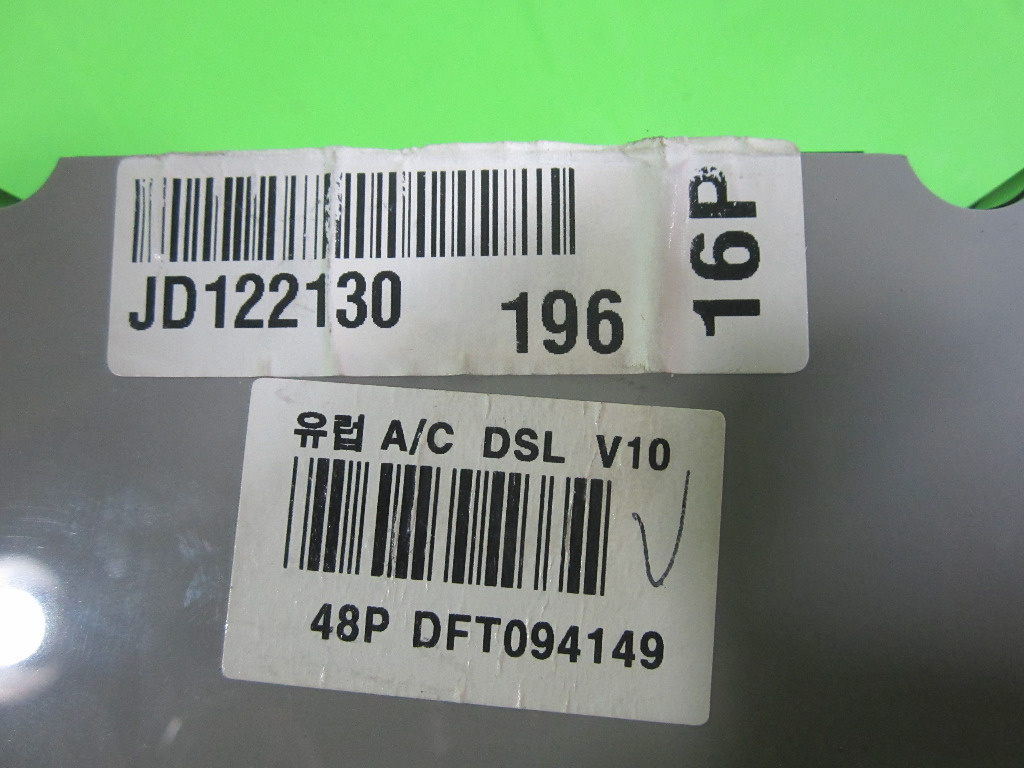 JD122130 196
16P
유럽 A/C DSL V10
48P DFT094149